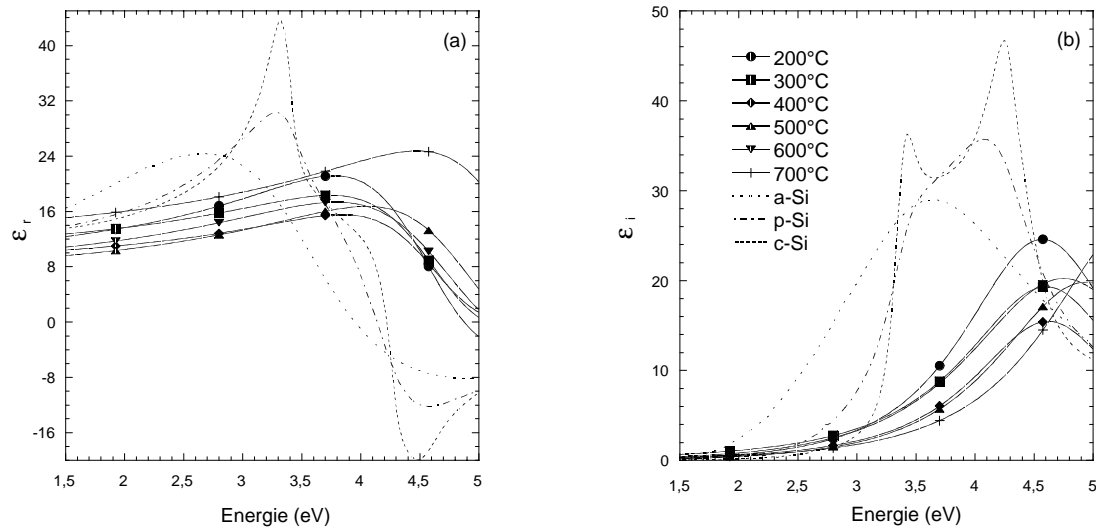 (a)
40
32
24
16
8
0
-8
-16
εr
1,5
2
2,5
3
3,5
4
4,5
5
Energie (eV)
(b)
50
40
30
20
10
0
εi
200°C
300°C
400°C
500°C
600°C
700°C
a-Si
p-Si
c-Si
1,5
2
2,5
3
3,5
4
4,5
5
Energie (eV)